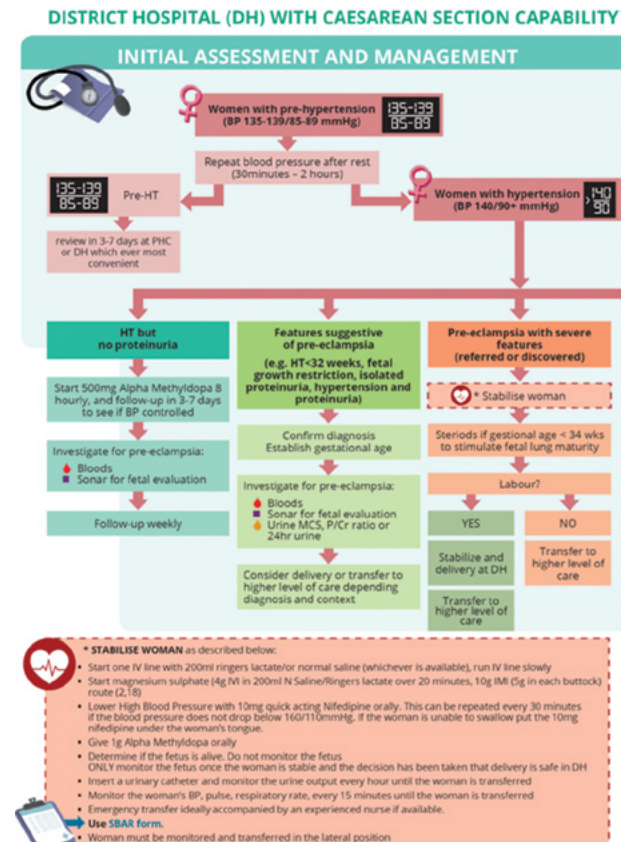 DISTRICT HOSPITAL (DH) WITH CAESAREAN SECTION CAPABILITY
INITIAL ASSESSMENT AND MANAGEMENT
Women with pre-hypertension
(BP 135-139/85-89 mmHg)
135-139
85-89
Repeat blood pressure after rest
(30minutes – 2 hours)
135-139
85-89
Pre-HT
Women with hypertension
(BP 140/90+ mmHg)
>140
90
review in 3-7 days at PHC
or DH which ever most
convenient
HT but
no proteinuria
Start 500mg Alpha Methyldopa 8
hourly, and follow-up in 3-7 days
to see if BP controlled
Investigate for pre-eclampsia:
Bloods
Sonar for fetal evaluation
Follow-up weekly
Features suggestive
of pre-eclampsia
(e.g. HT<32 weeks, fetal
growth restriction, isolated
proteinuria, hypertension and
proteinuria)
Confirm diagnosis
Establish gestational age
Investigate for pre-eclampsia:
Bloods
Sonar for fetal evaluation
Urine MCS, P/Cr ratio or
24hr urine
Consider delivery or transfer to
higher level of care depending
diagnosis and context
Pre-eclampsia with severe
features
(referred or discovered)
* Stabilise woman
Steriods if gestional age < 34 wks
to stimulate fetal lung maturity
Labour?
YES
NO
Stabilize and
delivery at DH
Transfer to
higher level of
care
Transfer to
higher level of
care
* STABILISE WOMAN as described below:
• Start one IV line with 200ml ringers lactate/or normal saline (whichever is available), run IV line slowly
• Start magnesium sulphate (4g IVI in 200ml N Saline/Ringers lactate over 20 minutes, 10g IMI (5g in each buttock)
route (2,18)
• Lower High Blood Pressure with 10mg quick acting Nifedipine orally. This can be repeated every 30 minutes
if the blood pressure does not drop below 160/110mmHg. If the woman is unable to swallow put the 10mg
nifedipine under the woman's tongue.
• Give 1g Alpha Methyldopa orally
• Determine if the fetus is alive. Do not monitor the fetus
ONLY monitor the fetus once the woman is stable and the decision has been taken that delivery is safe in DH
• Insert a urinary catheter and monitor the urine output every hour until the woman is transferred
• Monitor the woman's BP, pulse, respiratory rate, every 15 minutes until the woman is transferred
• Emergency transfer ideally accompanied by an experienced nurse if available.
Use SBAR form.
• Woman must be monitored and transferred in the lateral position